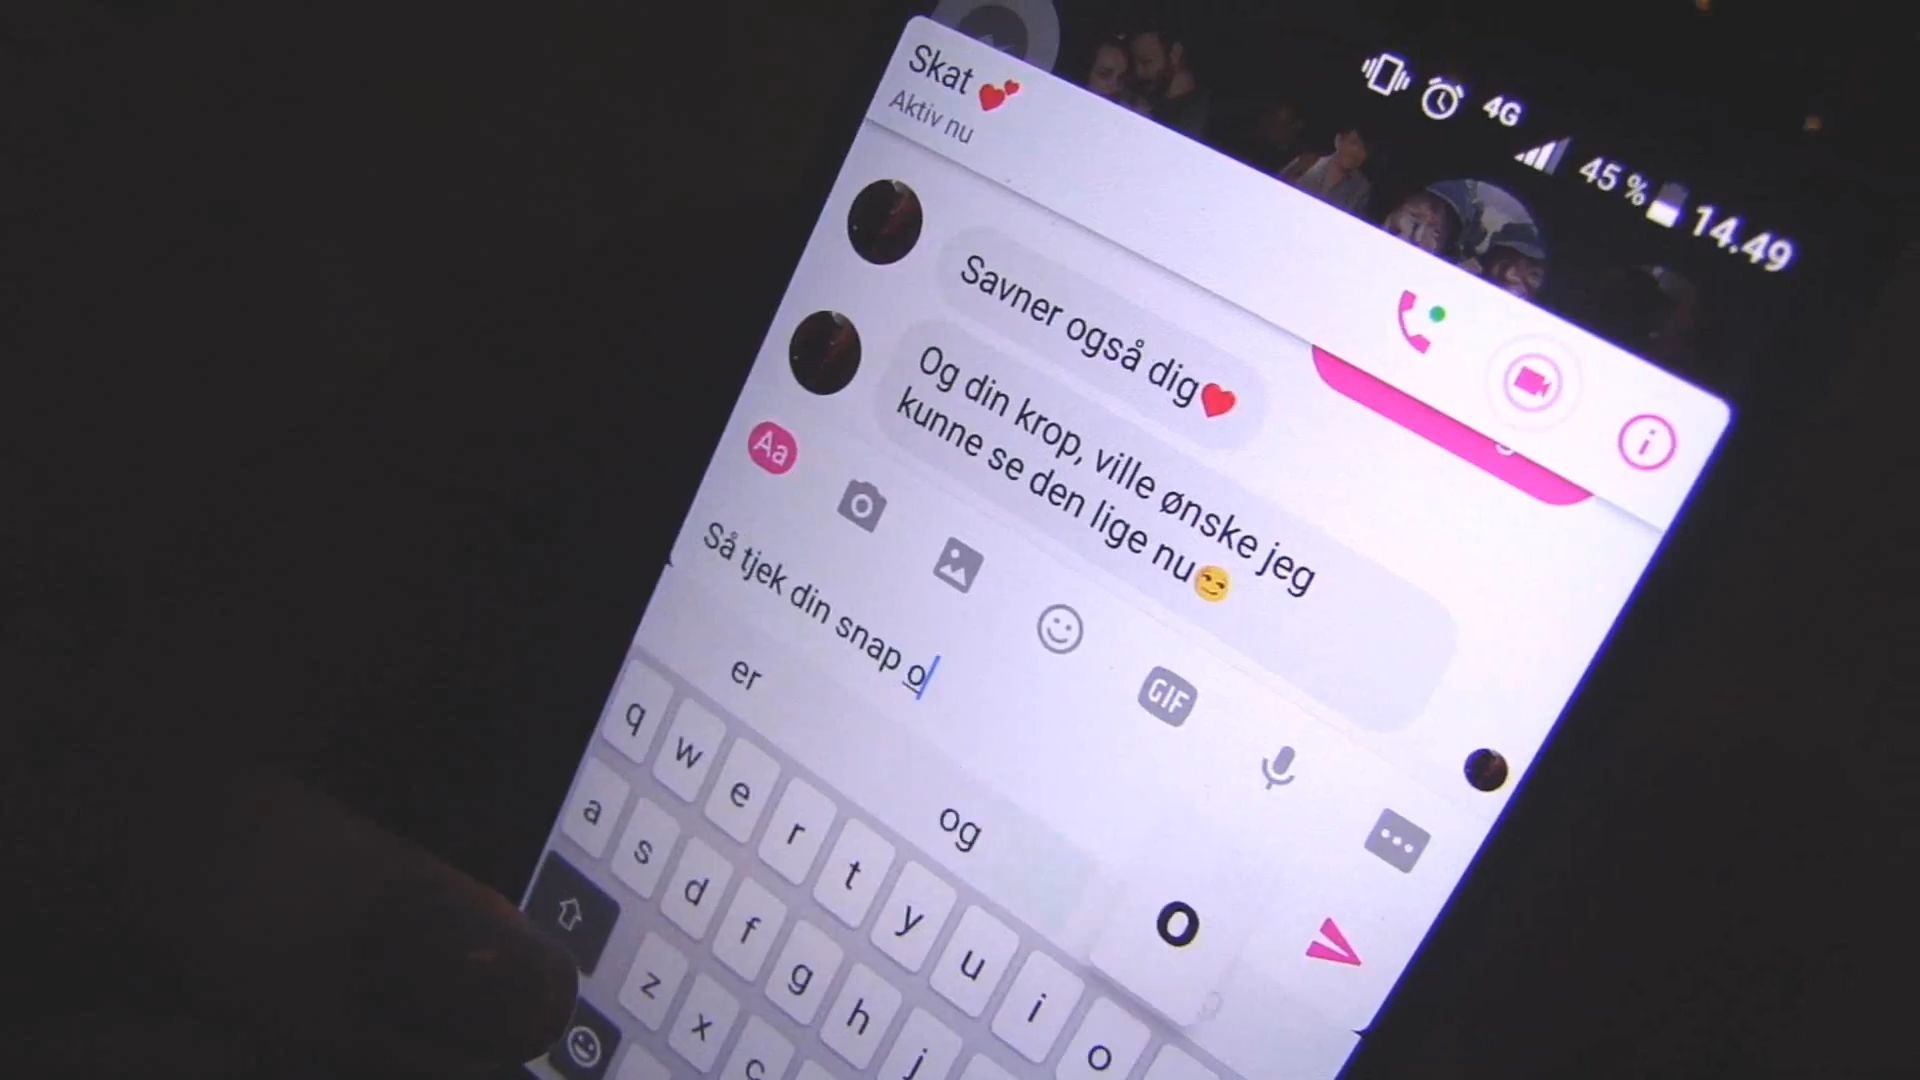 4G
45 %
14.49
Skat 💕
Aktiv nu
Savner også dig❤
Og din krop, ville ønske jeg
kunne se den lige nu😏
Aa
GIF
Så tjek din snap o
er
og
o
q w e r t y u i o
a s d f g h j
z x c